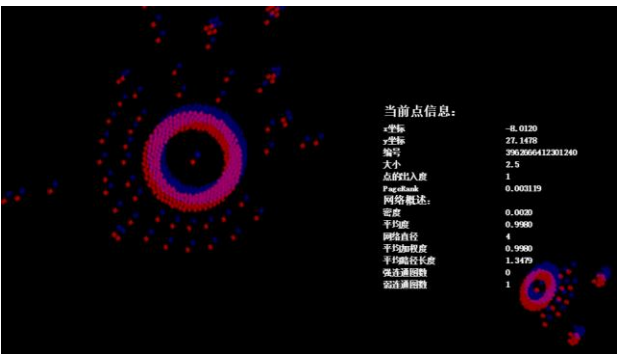 当前点信息:
x坐标 -8.0120
y坐标 27.1478
编号 3962666412301240
大小 2.5
点的出入度 1
PageRank 0.003119
网络概述:
密度 0.0020
平均度 0.9980
网络直径 4
平均加权度 0.9980
平均路径长度 1.3479
强连通图数 0
弱连通图数 1